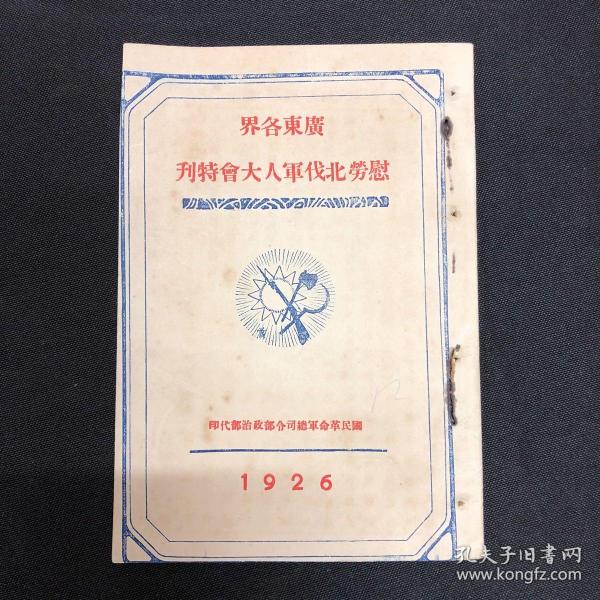 廣東各界
慰勞北伐軍人大會特刊
國民革命軍總司令部政治部代印
1926
孔夫子旧書网
www.kongfz.com